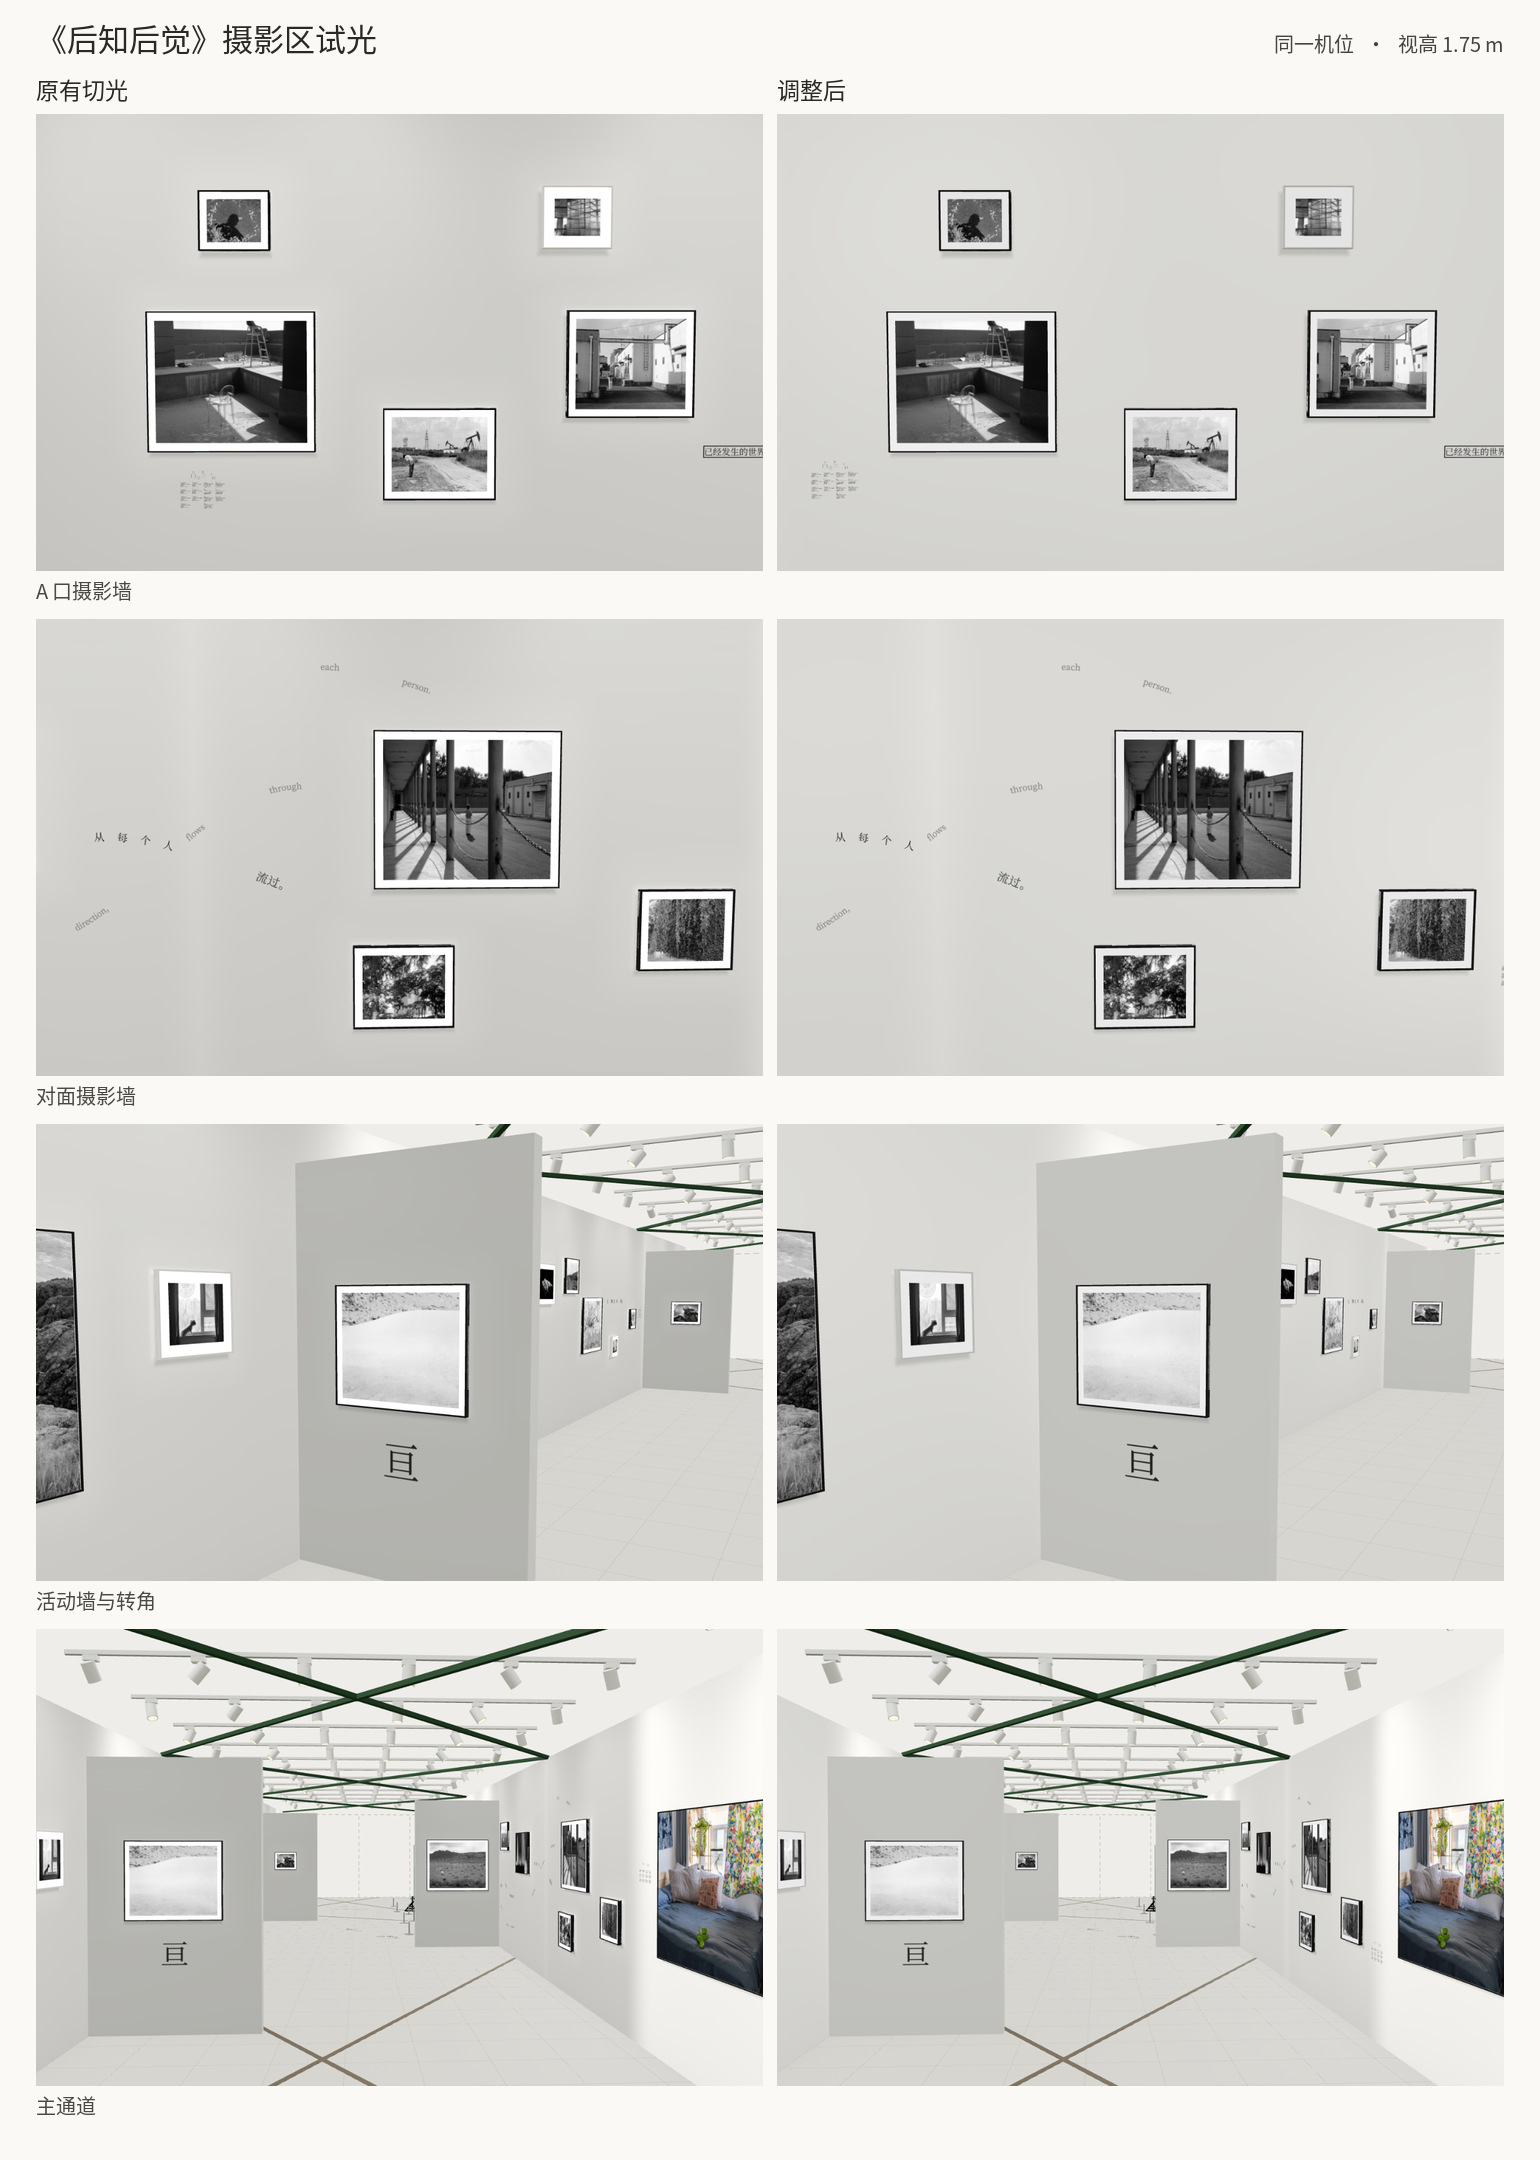 《后知后觉》摄影区试光
同一机位 • 视高 1.75 m
原有切光
调整后
已经发生的世界
已经发生的世界
A 口摄影墙
each
person.
through
从 每 个 人
flows
流过。
direction,
each
person.
through
从 每 个 人
flows
流过。
direction,
对面摄影墙
亘
亘
活动墙与转角
亘
亘
主通道